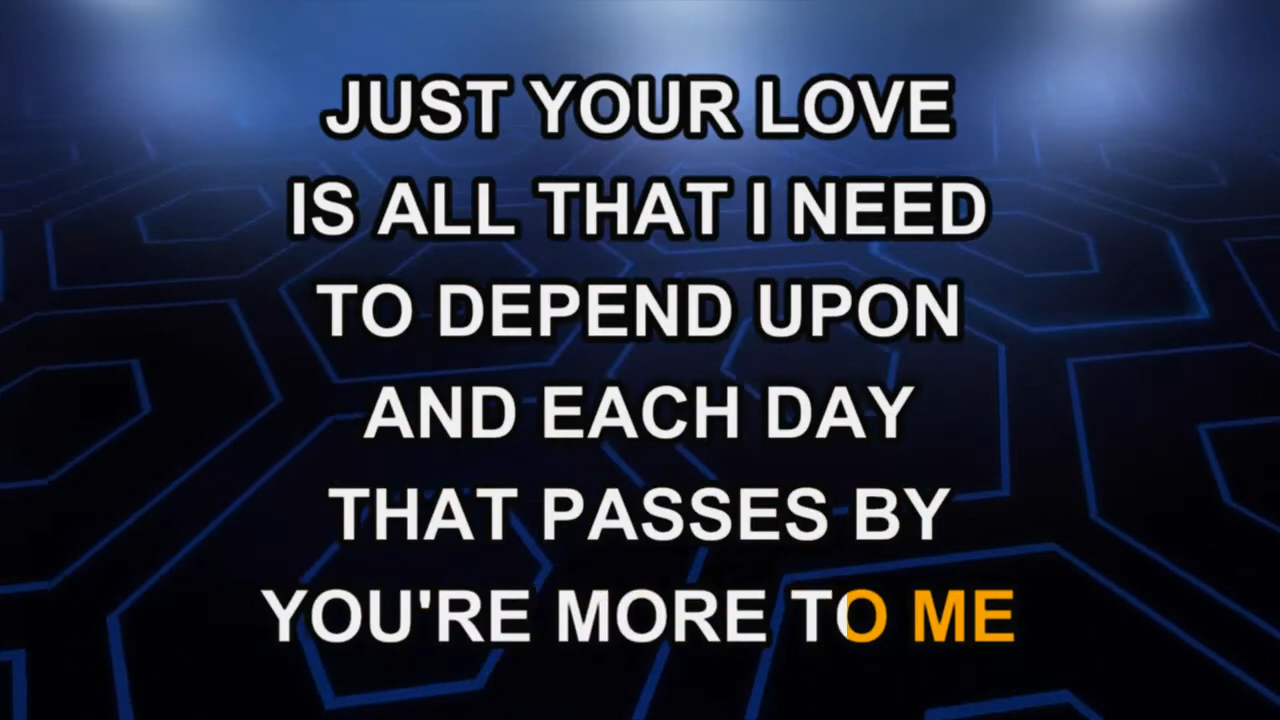 JUST YOUR LOVE
IS ALL THAT I NEED
TO DEPEND UPON
AND EACH DAY
THAT PASSES BY
YOU'RE MORE TO ME